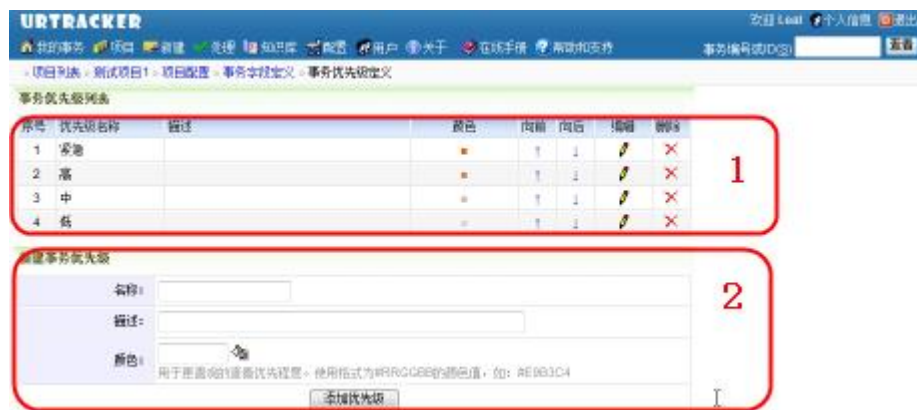 URTRACKER
欢迎 Leal 个人信息 退出
我的事务 项目 新建 处理 知识库 配置 用户 关于 在线手册 帮助和支持 事务编号或ID(S) 查看
项目列表 - 测试项目1 - 项目配置 - 事务字段定义 - 事务优先级定义
事务优先级列表
序号 优先级名称 描述 颜色 向前 向后 编辑 删除
1 紧急
2 高
3 中
4 低
1
新建事务优先级
名称:
描述:
颜色:
用于更直观的查看优先程度。使用格式为#RRGGBB的颜色值,如: #E9B3C4
添加优先级
2